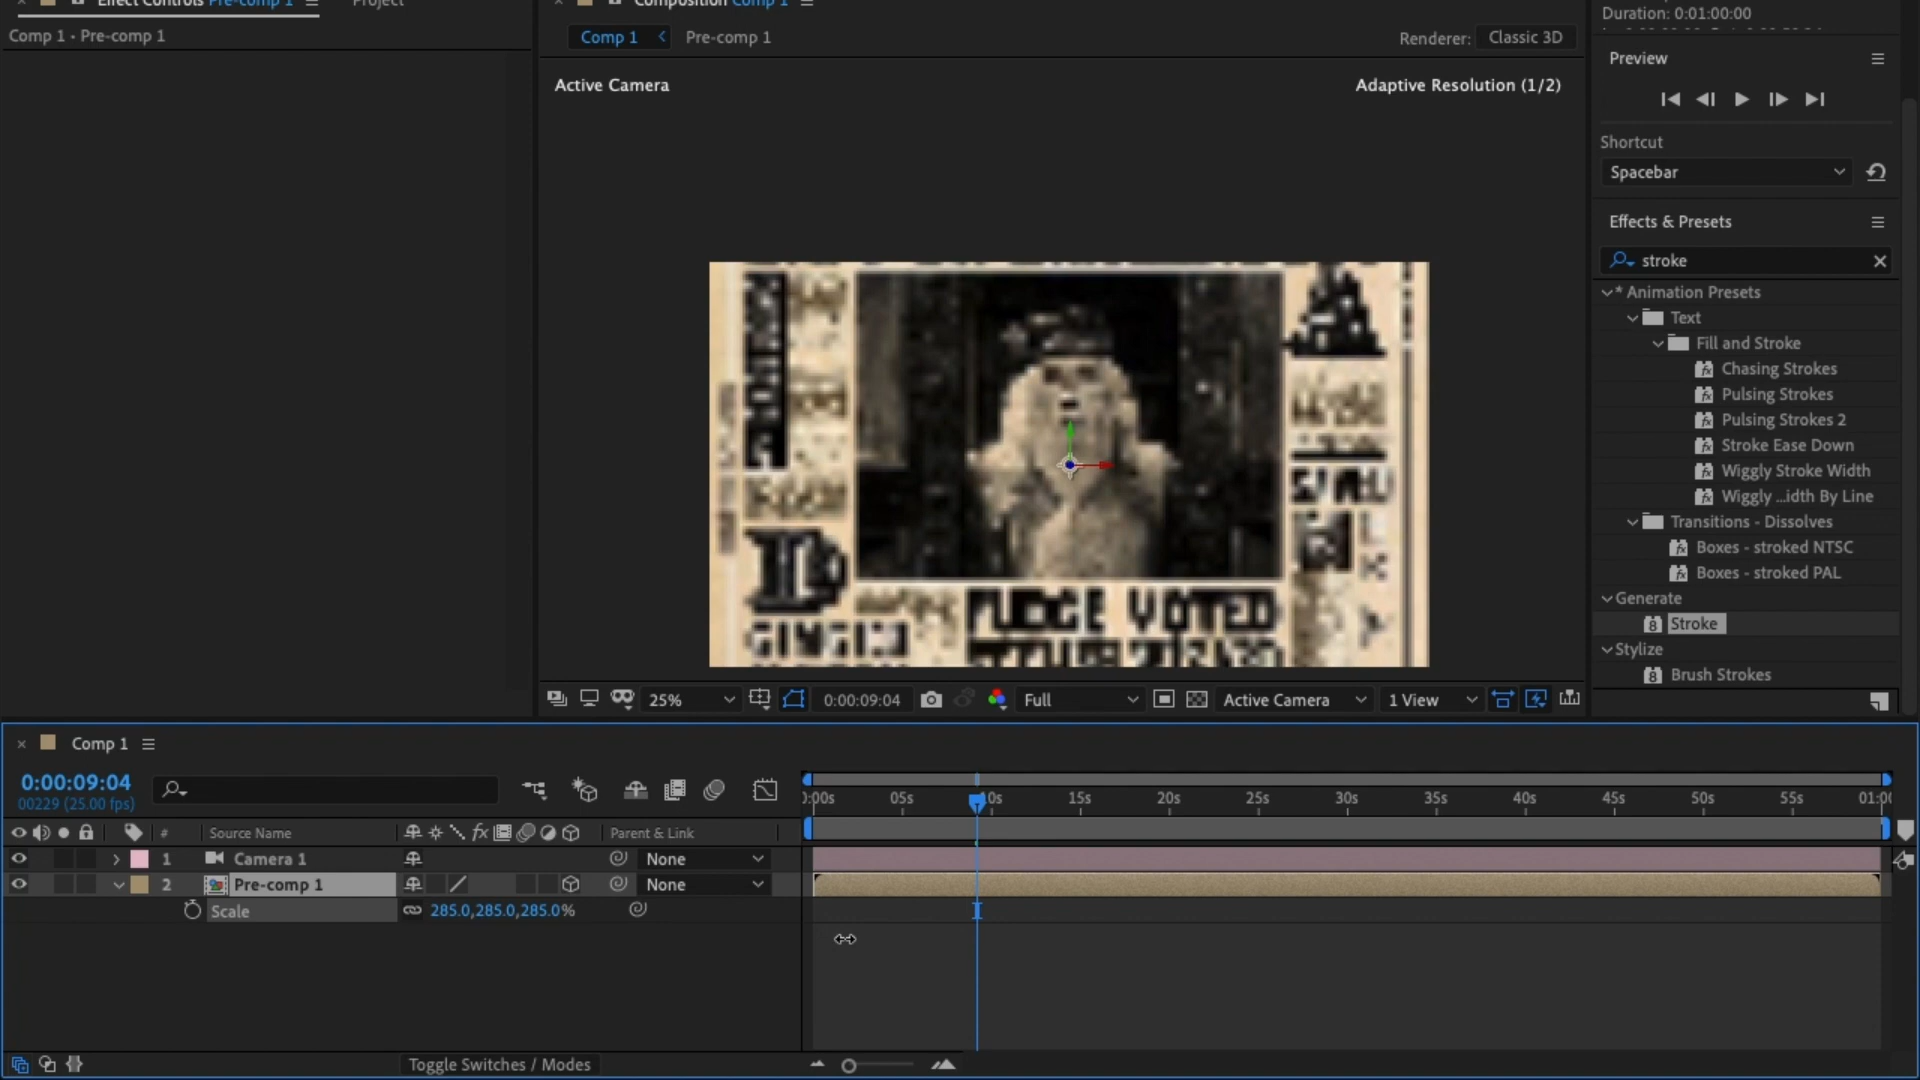 Effect Controls Pre-comp 1
Project
Comp 1 • Pre-comp 1
Composition Comp 1
Comp 1
Pre-comp 1
Renderer:
Classic 3D
Active Camera
Adaptive Resolution (1/2)
FUDGE VOTED
25%
0:00:09:04
Full
Active Camera
1 View
Duration: 0:01:00:00
Preview
Shortcut
Spacebar
Effects & Presets
stroke
* Animation Presets
Text
Fill and Stroke
Chasing Strokes
Pulsing Strokes
Pulsing Strokes 2
Stroke Ease Down
Wiggly Stroke Width
Wiggly ...idth By Line
Transitions - Dissolves
Boxes - stroked NTSC
Boxes - stroked PAL
Generate
Stroke
Stylize
Brush Strokes
Comp 1
0:00:09:04
00229 (25.00 fps)
0:00s 05s 10s 15s 20s 25s 30s 35s 40s 45s 50s 55s 01:00
# Source Name Parent & Link
1 Camera 1 None
2 Pre-comp 1 None
Scale 285.0,285.0,285.0%
Toggle Switches / Modes